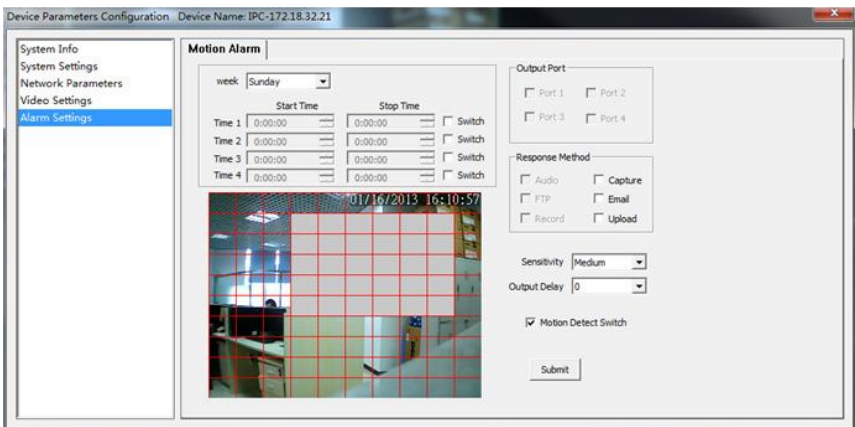 Device Parameters Configuration Device Name: IPC-172.18.32.21
System Info
System Settings
Network Parameters
Video Settings
Alarm Settings
Motion Alarm
week Sunday
Start Time Stop Time
Time 1 0:00:00 0:00:00 Switch
Time 2 0:00:00 0:00:00 Switch
Time 3 0:00:00 0:00:00 Switch
Time 4 0:00:00 0:00:00 Switch
01/16/2013 16:10:57
Output Port
Port 1 Port 2
Port 3 Port 4
Response Method
Audio Capture
FTP Email
Record Upload
Sensitivity Medium
Output Delay 0
Motion Detect Switch
Submit